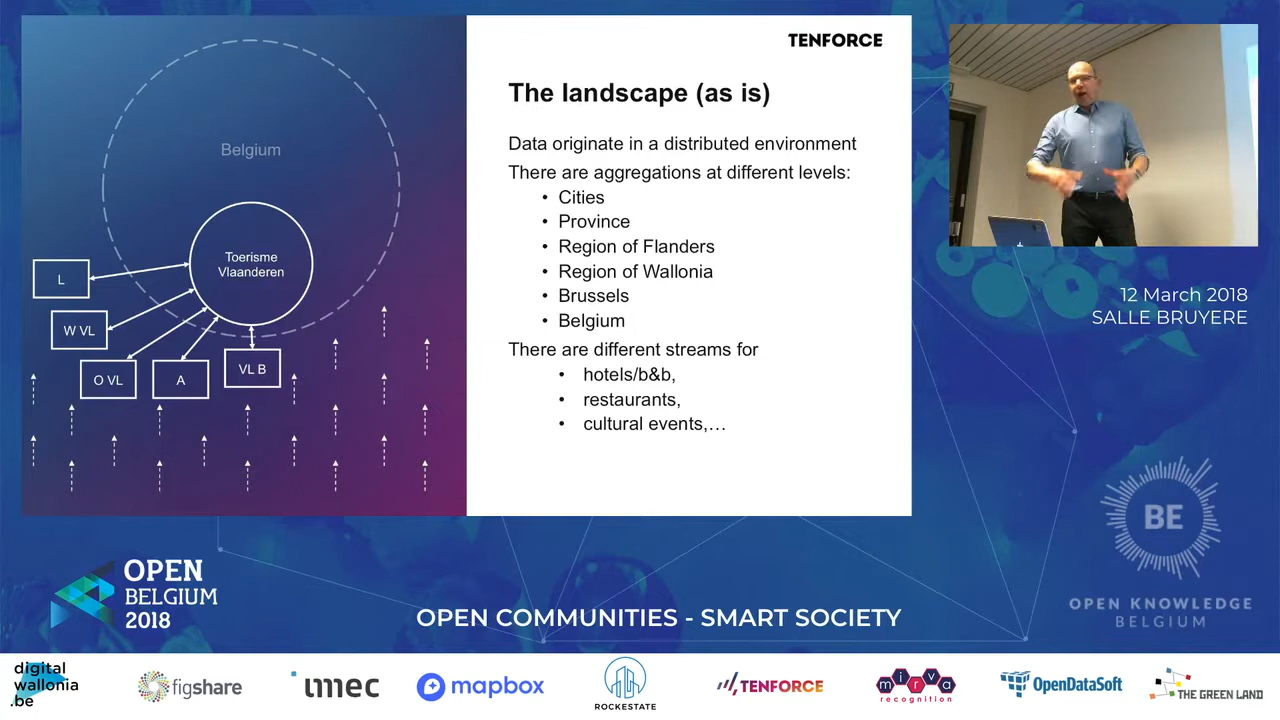 TENFORCE
The landscape (as is)
Data originate in a distributed environment
There are aggregations at different levels:
• Cities
• Province
• Region of Flanders
• Region of Wallonia
• Brussels
• Belgium
There are different streams for
• hotels/b&b,
• restaurants,
• cultural events,…
Belgium
Toerisme
Vlaanderen
L
W VL
O VL
A
VL B
12 March 2018
SALLE BRUYERE
BE
OPEN KNOWLEDGE
BELGIUM
OPEN
BELGIUM
2018
OPEN COMMUNITIES - SMART SOCIETY
digital
wallonia
.be
figshare
imec
mapbox
ROCKESTATE
TENFORCE
mirva
recognition
OpenDataSoft
THE GREEN LAND